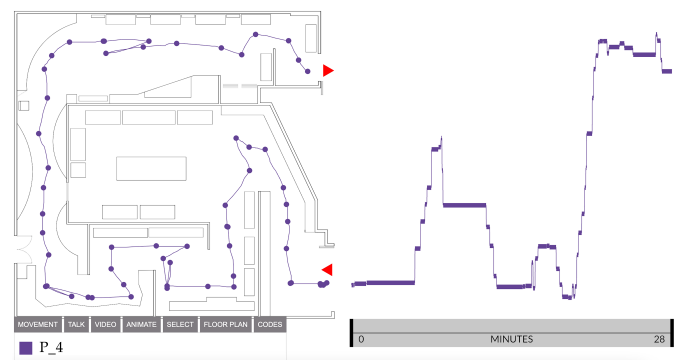 MOVEMENT TALK VIDEO ANIMATE SELECT FLOOR PLAN CODES
P_4
0 MINUTES 28